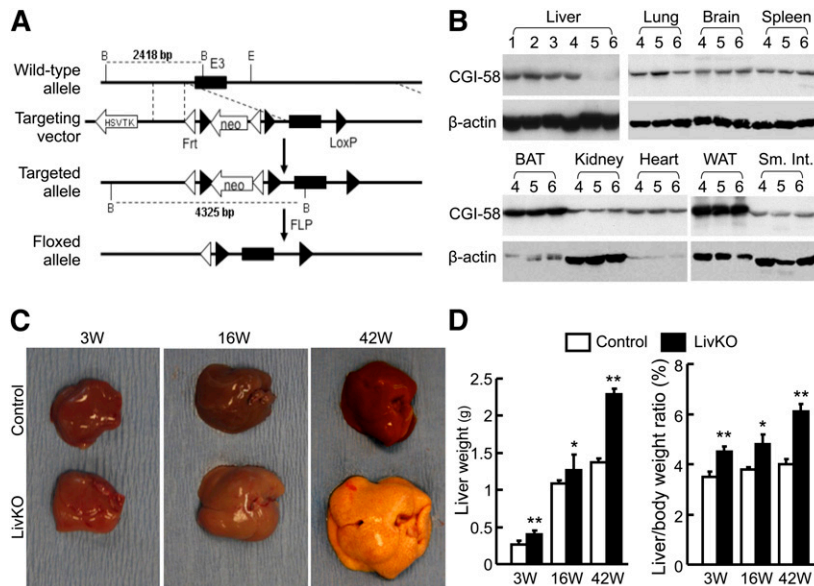 A
B 2418 bp B E
E3
Wild-type
allele
Targeting
vector
HSVTK
neo
Frt
LoxP
Targeted
allele
neo
B
4325 bp
B
FLP
Floxed
allele
B
Liver Lung Brain Spleen
1 2 3 4 5 6 4 5 6 4 5 6 4 5 6
CGI-58
β-actin
BAT Kidney Heart WAT Sm. Int.
4 5 6 4 5 6 4 5 6 4 5 6 4 5 6
CGI-58
β-actin
C
3W 16W 42W
Control
LivKO
D
Control LivKO
Liver weight (g)
2.5
2
1.5
1
0.5
0
** * **
3W 16W 42W
Liver/body weight ratio (%)
8
6
4
2
0
** * **
3W 16W 42W